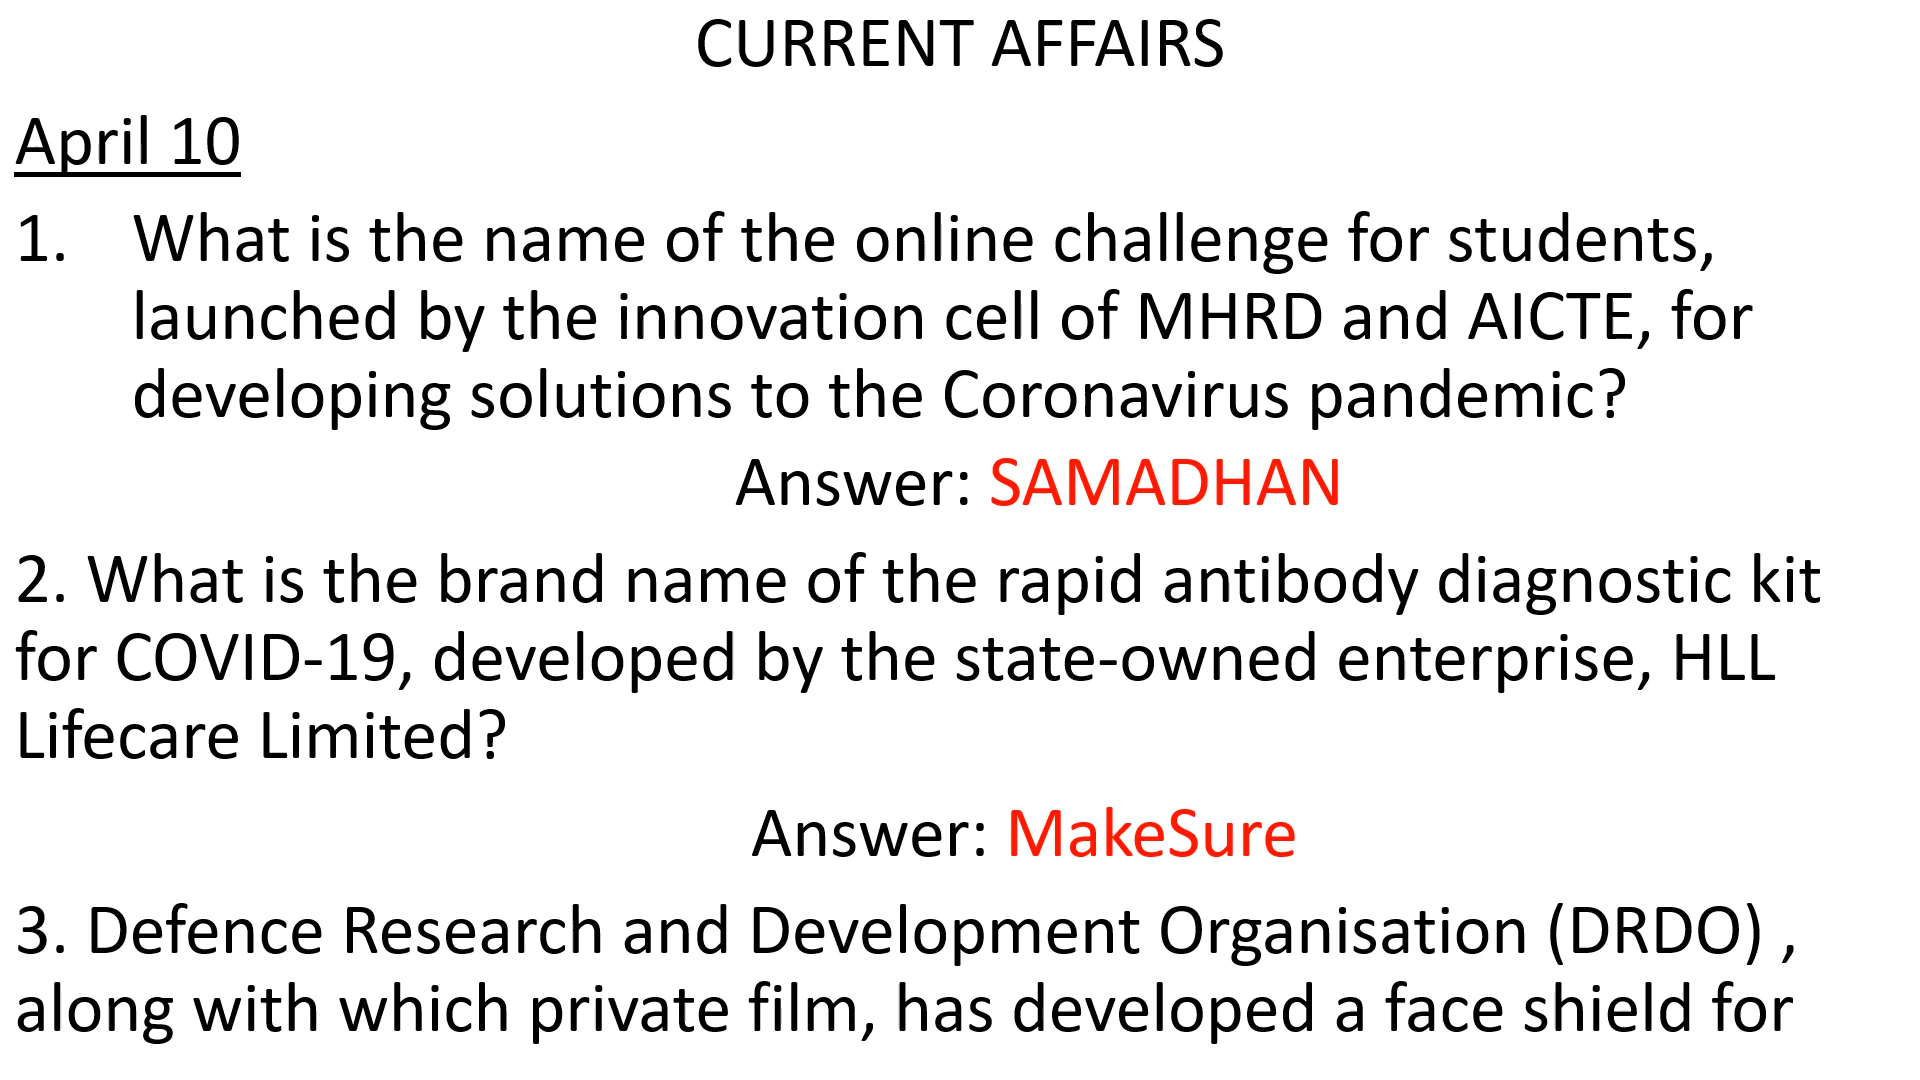 CURRENT AFFAIRS
April 10
1. What is the name of the online challenge for students,
launched by the innovation cell of MHRD and AICTE, for
developing solutions to the Coronavirus pandemic?
Answer: SAMADHAN
2. What is the brand name of the rapid antibody diagnostic kit
for COVID-19, developed by the state-owned enterprise, HLL
Lifecare Limited?
Answer: MakeSure
3. Defence Research and Development Organisation (DRDO) ,
along with which private film, has developed a face shield for